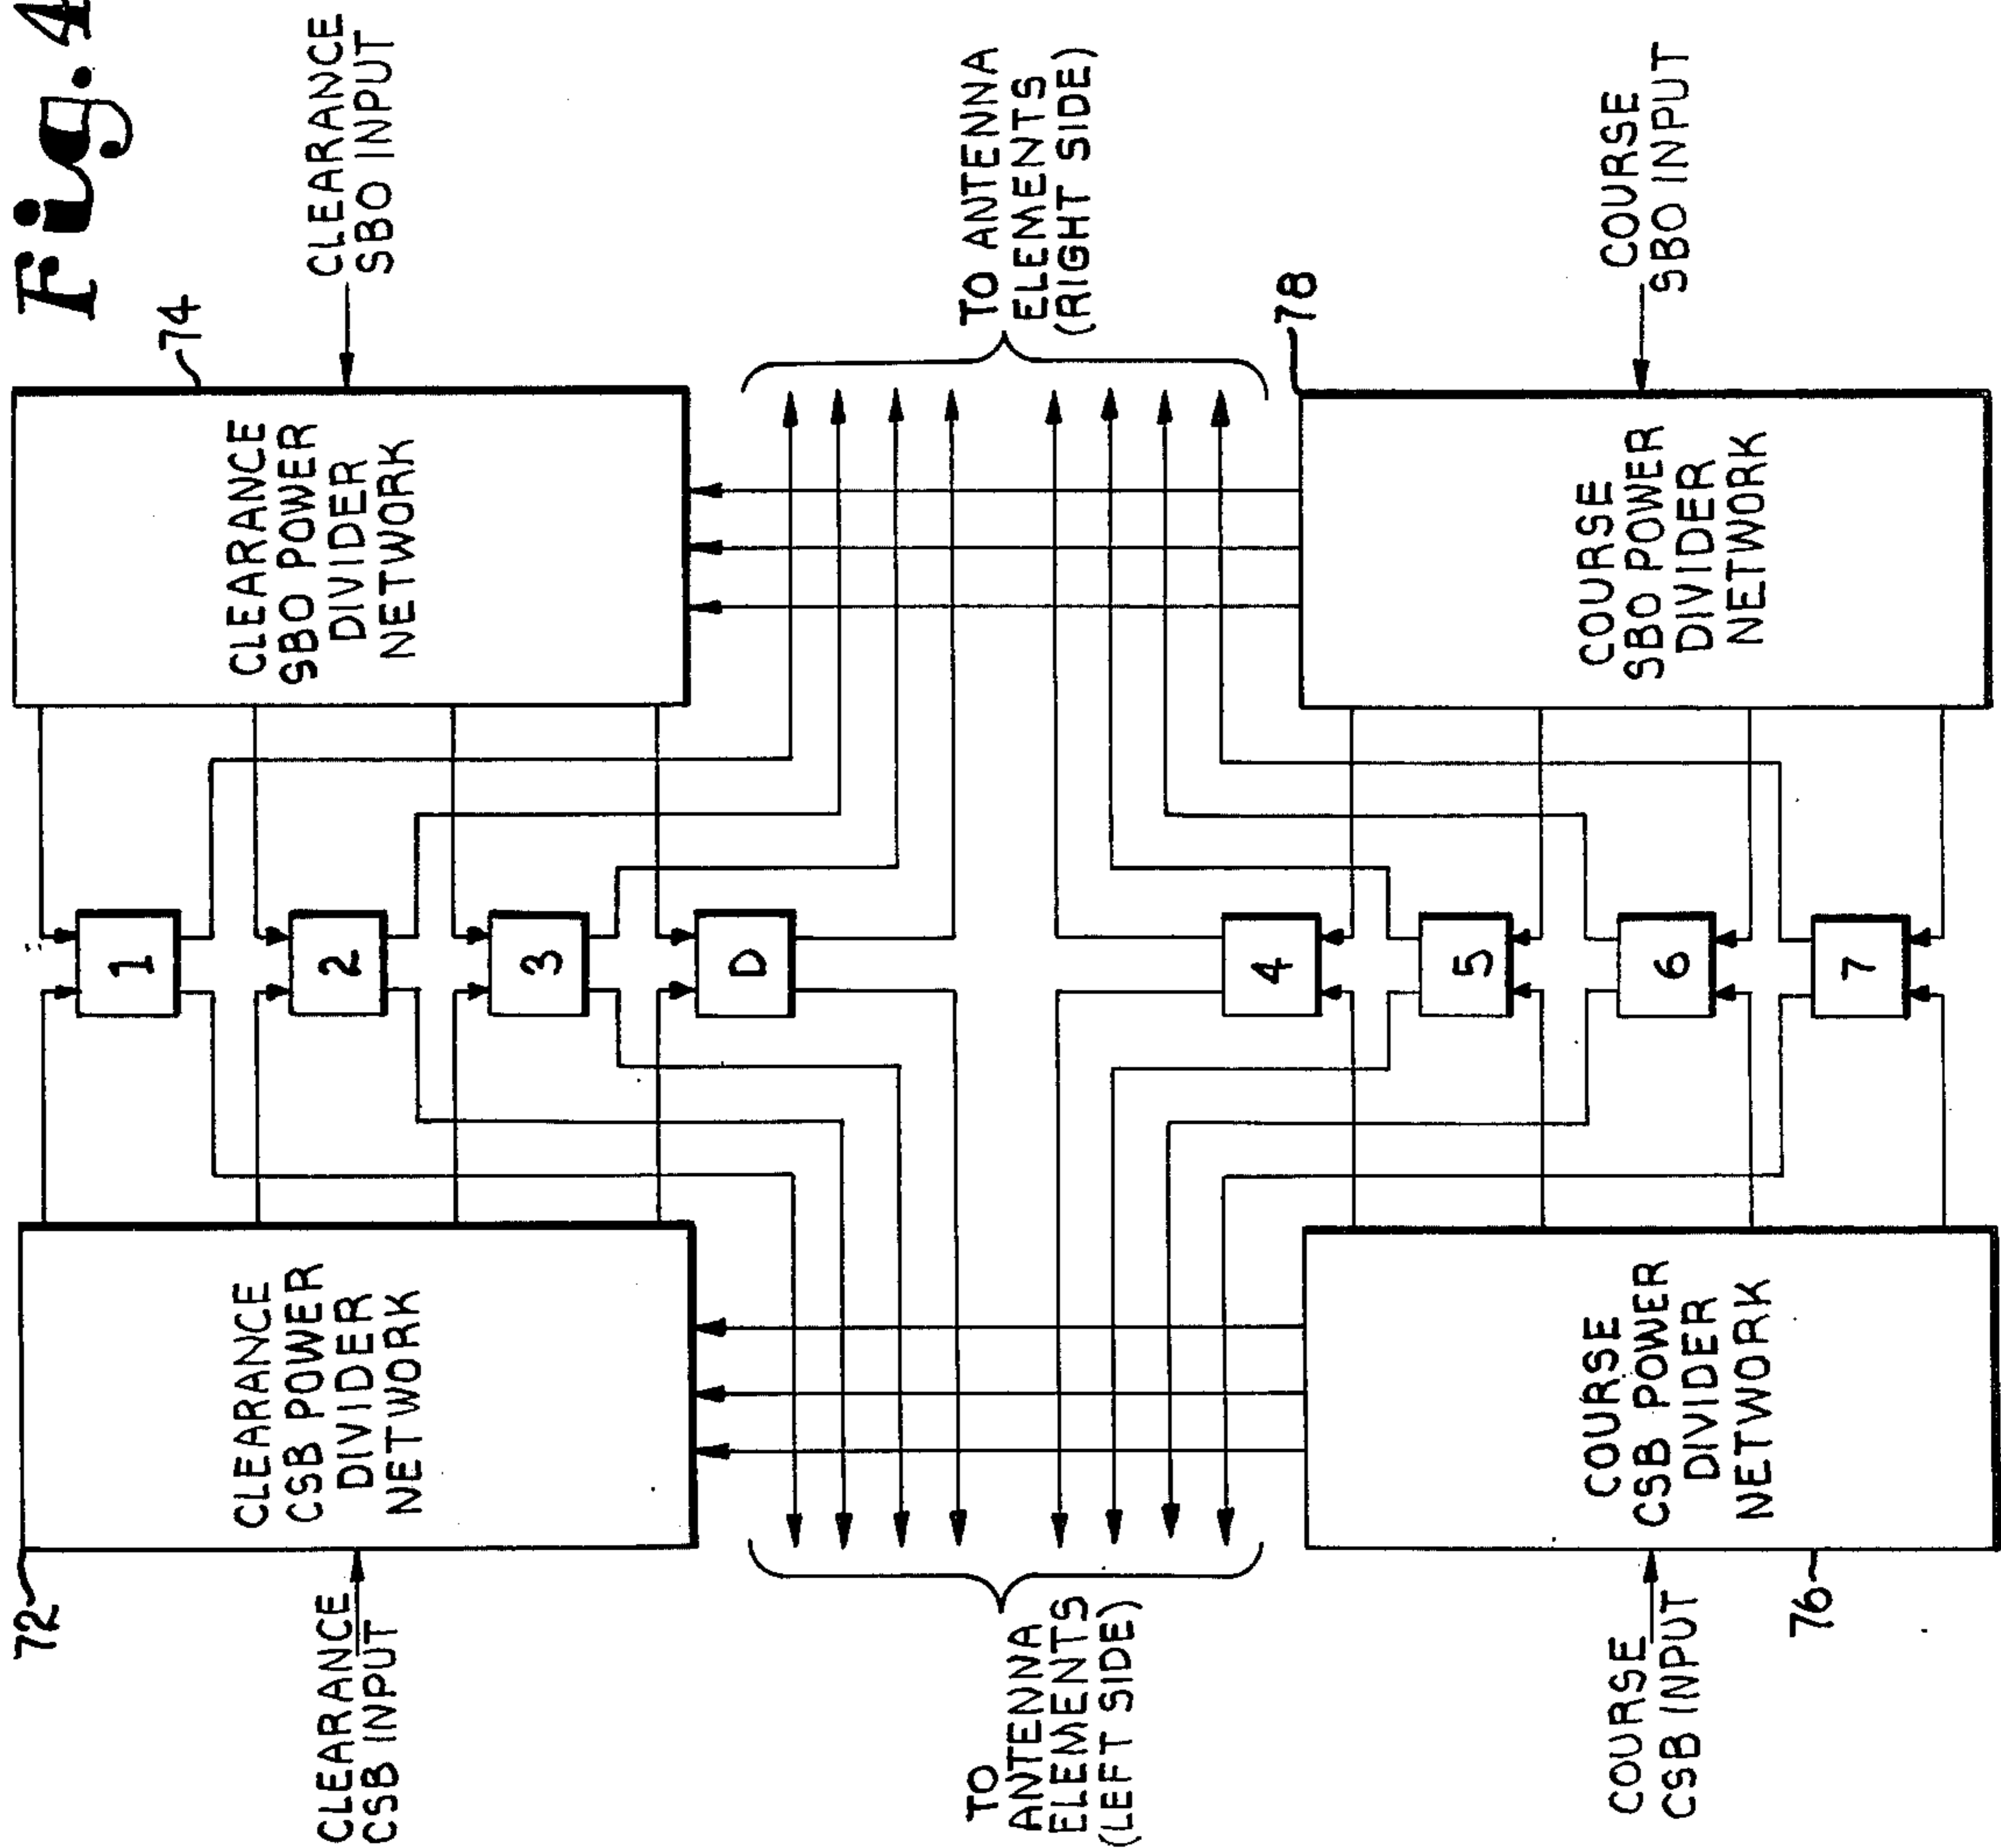 Fig. 4
72
CLEARANCE
CSB INPUT
CLEARANCE
CSB POWER
DIVIDER
NETWORK
1
2
3
D
CLEARANCE
SBO POWER
DIVIDER
NETWORK
74
CLEARANCE
SBO INPUT
TO
ANTENNA
ELEMENTS
(LEFT SIDE)
TO ANTENNA
ELEMENTS
(RIGHT SIDE)
COURSE
CSB INPUT
76
COURSE
CSB POWER
DIVIDER
NETWORK
4
5
6
7
COURSE
SBO POWER
DIVIDER
NETWORK
78
COURSE
SBO INPUT